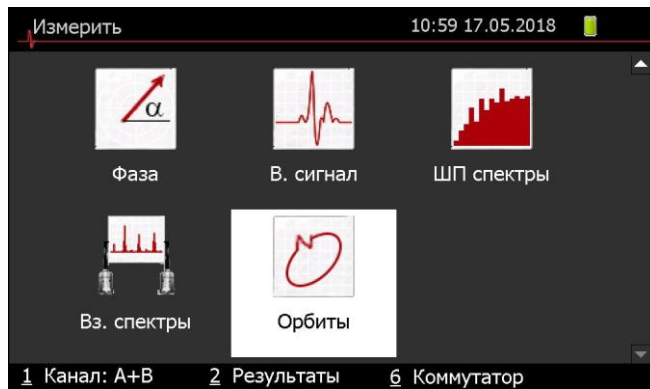 Измерить 10:59 17.05.2018
α
Фаза В. сигнал ШП спектры
Вз. спектры Орбиты
1 Канал: A+B 2 Результаты 6 Коммутатор